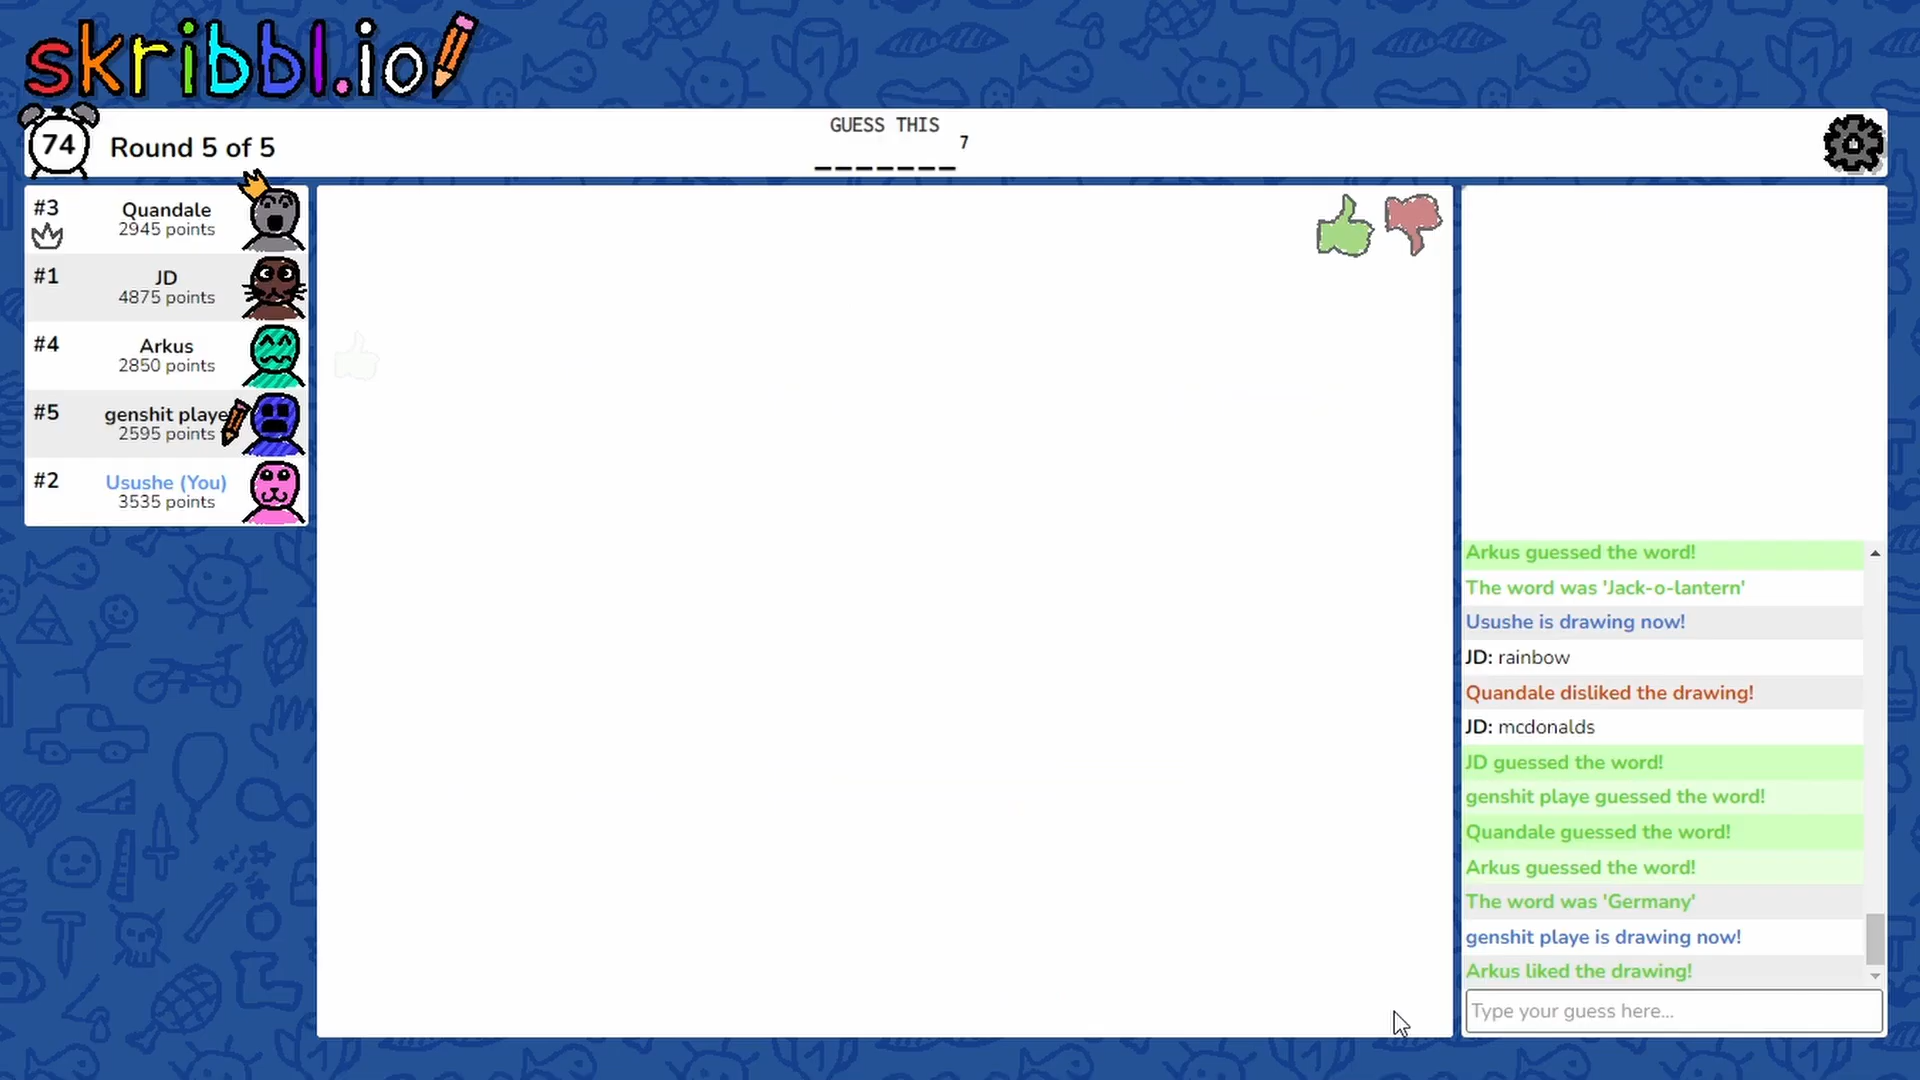 skribbl.io
74
Round 5 of 5
GUESS THIS
_______ 7
#3 Quandale
2945 points
#1 JD
4875 points
#4 Arkus
2850 points
#5 genshit playe
2595 points
#2 Usushe (You)
3535 points
Arkus guessed the word!
The word was 'Jack-o-lantern'
Usushe is drawing now!
JD: rainbow
Quandale disliked the drawing!
JD: mcdonalds
JD guessed the word!
genshit playe guessed the word!
Quandale guessed the word!
Arkus guessed the word!
The word was 'Germany'
genshit playe is drawing now!
Arkus liked the drawing!
Type your guess here...